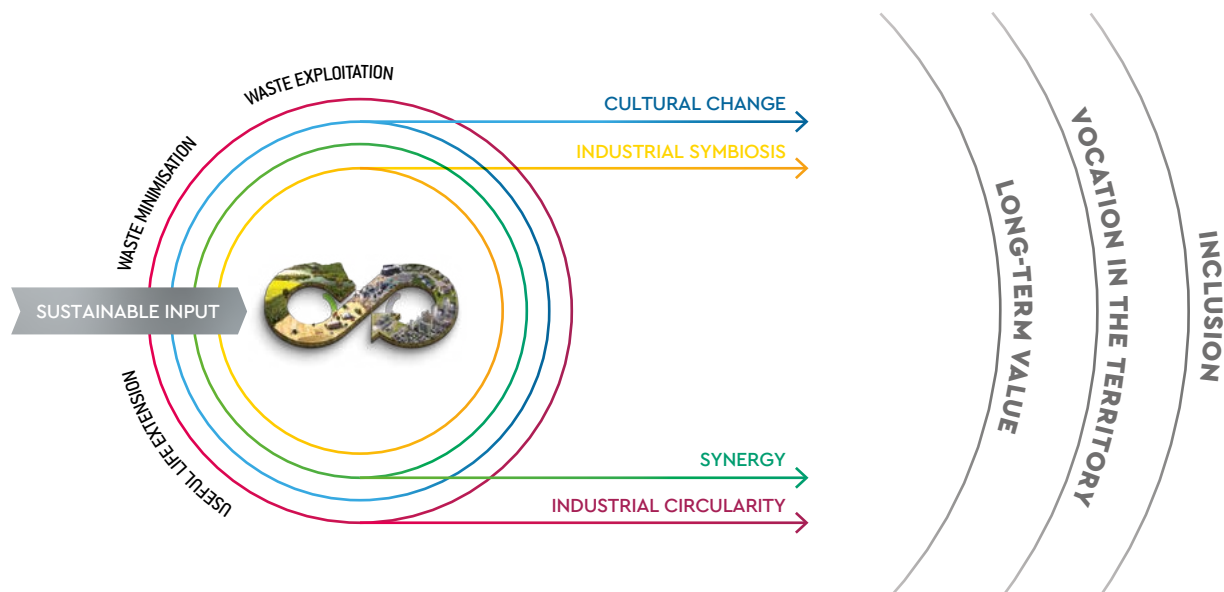 WASTE EXPLOITATION
WASTE MINIMISATION
SUSTAINABLE INPUT
USEFUL LIFE EXTENSION
CULTURAL CHANGE
INDUSTRIAL SYMBIOSIS
SYNERGY
INDUSTRIAL CIRCULARITY
LONG-TERM VALUE
VOCATION IN THE TERRITORY
INCLUSION